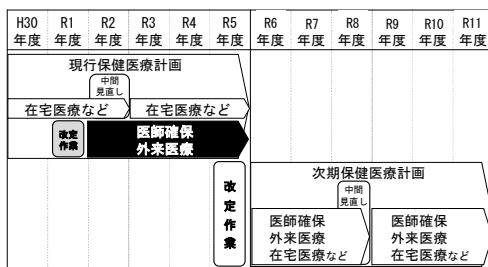 H30 R1 R2 R3 R4 R5 R6 R7 R8 R9 R10 R11
年度 年度 年度 年度 年度 年度 年度 年度 年度 年度 年度 年度
現行保健医療計画
中間
見直し
在宅医療など 在宅医療など
改定
作業
医師確保
外来医療
改
定
作
業
次期保健医療計画
中間
見直し
医師確保 医師確保
外来医療 外来医療
在宅医療など 在宅医療など